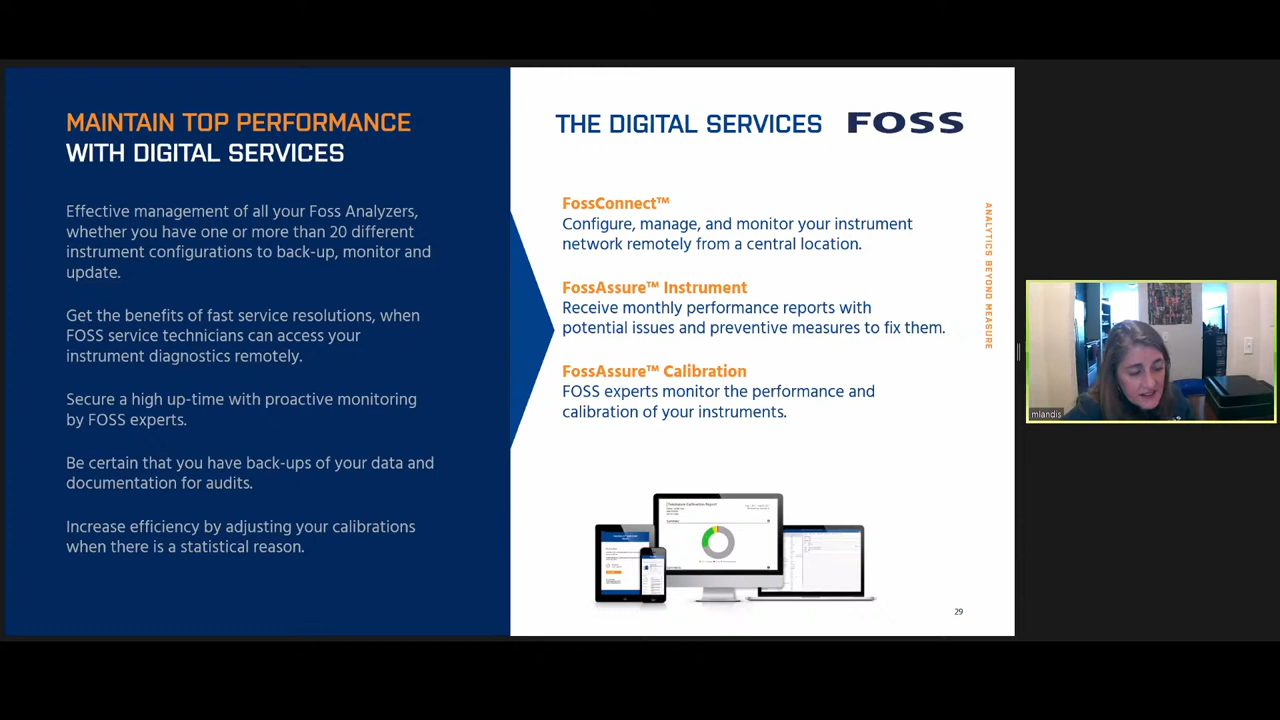 MAINTAIN TOP PERFORMANCE
WITH DIGITAL SERVICES
Effective management of all your Foss Analyzers,
whether you have one or more than 20 different
instrument configurations to back-up, monitor and
update.
Get the benefits of fast service resolutions, when
FOSS service technicians can access your
instrument diagnostics remotely.
Secure a high up-time with proactive monitoring
by FOSS experts.
Be certain that you have back-ups of your data and
documentation for audits.
Increase efficiency by adjusting your calibrations
when there is a statistical reason.
THE DIGITAL SERVICES
FOSS
FossConnect™
Configure, manage, and monitor your instrument
network remotely from a central location.
FossAssure™ Instrument
Receive monthly performance reports with
potential issues and preventive measures to fix them.
FossAssure™ Calibration
FOSS experts monitor the performance and
calibration of your instruments.
ANALYTICS BEYOND MEASURE
29
mlandis